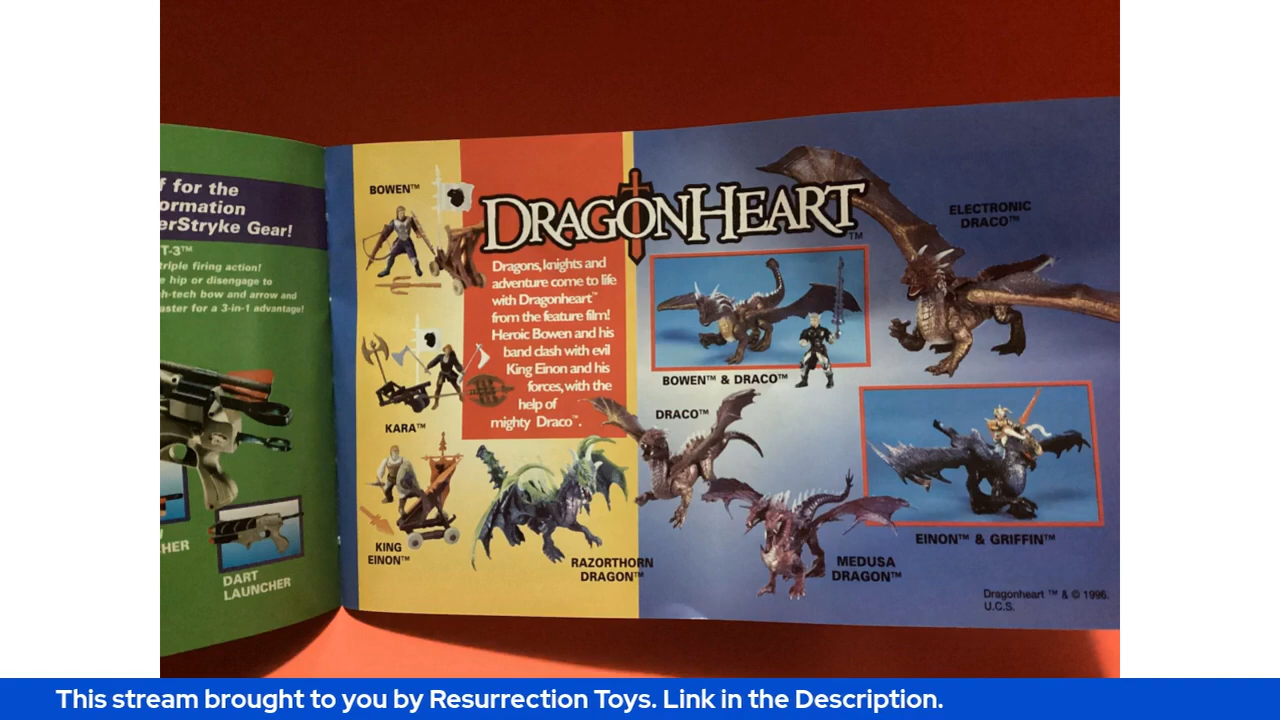 f for the
ormation
erStryke Gear!
T-3™
triple firing action!
e hip or disengage to
h-tech bow and arrow and
aster for a 3-in-1 advantage!
HER
DART
LAUNCHER
BOWEN™
KARA™
KING
EINON™
DRAGONHEART™
Dragons, knights and
adventure come to life
with Dragonheart™
from the feature film!
Heroic Bowen and his
band clash with evil
King Einon and his
forces, with the
help of
mighty Draco™.
RAZORTHORN
DRAGON™
ELECTRONIC
DRACO™
BOWEN™ & DRACO™
DRACO™
MEDUSA
DRAGON™
EINON™ & GRIFFIN™
Dragonheart ™ & © 1996.
U.C.S.
This stream brought to you by Resurrection Toys. Link in the Description.